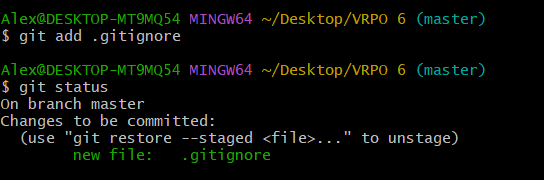 Alex@DESKTOP-MT9MQ54 MINGW64 ~/Desktop/VRPO 6 (master)
$ git add .gitignore

Alex@DESKTOP-MT9MQ54 MINGW64 ~/Desktop/VRPO 6 (master)
$ git status
On branch master
Changes to be committed:
  (use "git restore --staged <file>..." to unstage)
        new file:   .gitignore